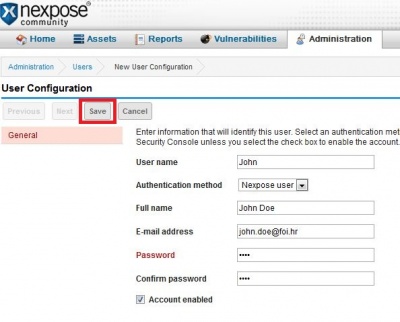 nexpose®
community
Home Assets Reports Vulnerabilities Administration
Administration Users New User Configuration
User Configuration
Previous Next Save Cancel
General
Enter information that will identify this user. Select an authentication met
Security Console unless you select the check box to enable the account.
User name John
Authentication method Nexpose user
Full name John Doe
E-mail address john.doe@foi.hr
Password ••••
Confirm password ••••
Account enabled